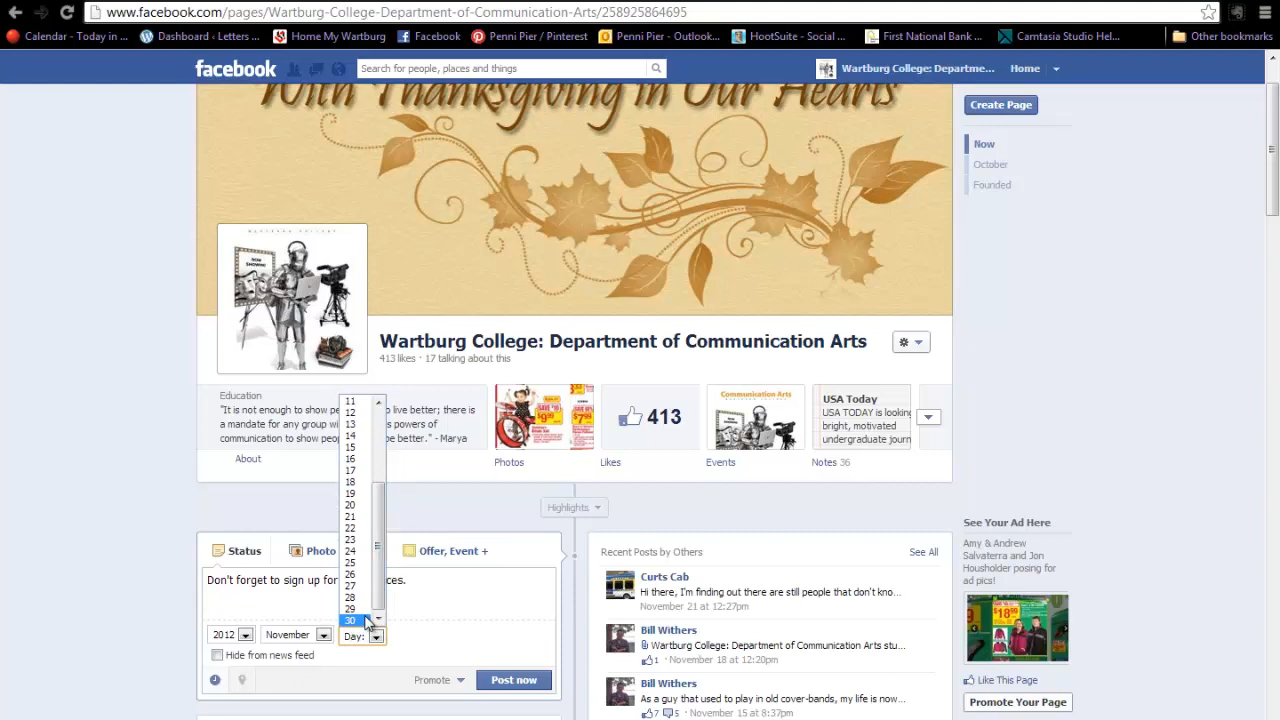 www.facebook.com/pages/Wartburg-College-Department-of-Communication-Arts/258925864695
Calendar - Today in ...
Dashboard ‹ Letters ...
Home My Wartburg
Facebook
Penni Pier / Pinterest
Penni Pier - Outlook...
HootSuite - Social ...
First National Bank ...
Camtasia Studio Hel...
Other bookmarks
facebook
Search for people, places and things
Wartburg College: Departme...
Home
With Thanksgiving in Our Hearts
Create Page
Now
October
Founded
NOW SHOWING
Wartburg College: Department of Communication Arts
413 likes · 17 talking about this
Education
"It is not enough to show pe
to live better; there is
a mandate for any group wi
powers of
communication to show peop
be better." - Marya
About
Photos
413
Likes
Communication Arts
Events
USA Today
USA TODAY is looking
bright, motivated
undergraduate journ
Notes 36
11
12
13
14
15
16
17
18
19
20
21
22
23
24
25
26
27
28
29
30
Highlights
Status
Photo
Offer, Event +
Don't forget to sign up for
ces.
2012
November
Day:
Hide from news feed
Promote
Post now
Recent Posts by Others
See All
Curts Cab
Hi there, I'm finding out there are still people that don't kno...
November 21 at 12:27pm
Bill Withers
Wartburg College: Department of Communication Arts stu...
1 · November 18 at 12:20pm
Bill Withers
As a guy that used to play in old cover-bands, my life is now...
7 5 · November 15 at 8:37pm
See Your Ad Here
Amy & Andrew
Salvaterra and Jon
Housholder posing for
ad pics!
Like This Page
Promote Your Page